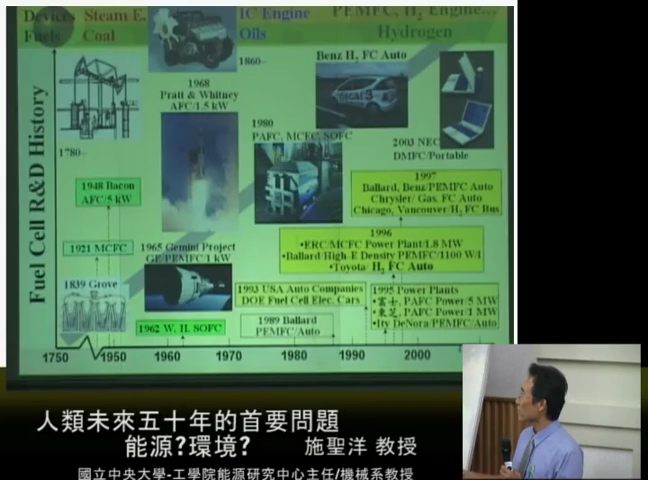 Devices Steam E. IC Engine PEMFC, H₂ Engine...
Fuels Coal Oils Hydrogen
1860–
Benz H₂ FC Auto
1968
Pratt & Whitney
AFC/1.5 kW
1980
PAFC, MCFC, SOFC
2003 NEC
DMFC/Portable
1780–
Fuel Cell R&D History
1948 Bacon
AFC/5 kW
1997
Ballard, Benz/PEMFC Auto
Chrysler/ Gas. FC Auto
Chicago, Vancouver/H₂ FC Bus
1921 MCFC
1965 Gemini Project
GE/PEMFC/1 kW
1996
•ERC/MCFC Power Plant/1.8 MW
•Ballard/High-E Density PEMFC/1100 W/l
•Toyota/ H₂ FC Auto
1839 Grove
1993 USA Auto Companies
DOE Fuel Cell Elec. Cars
1995 Power Plants
•富士, PAFC Power/5 MW
•東芝, PAFC Power/1 MW
•Ity DeNora/PEMFC/Auto
1962 W. H. SOFC
1989 Ballard
PEMFC/Auto
1750 1950 1960 1970 1980 1990 2000
人類未來五十年的首要問題
能源?環境? 施聖洋 教授
國立中央大學-工學院能源研究中心主任/機械系教授